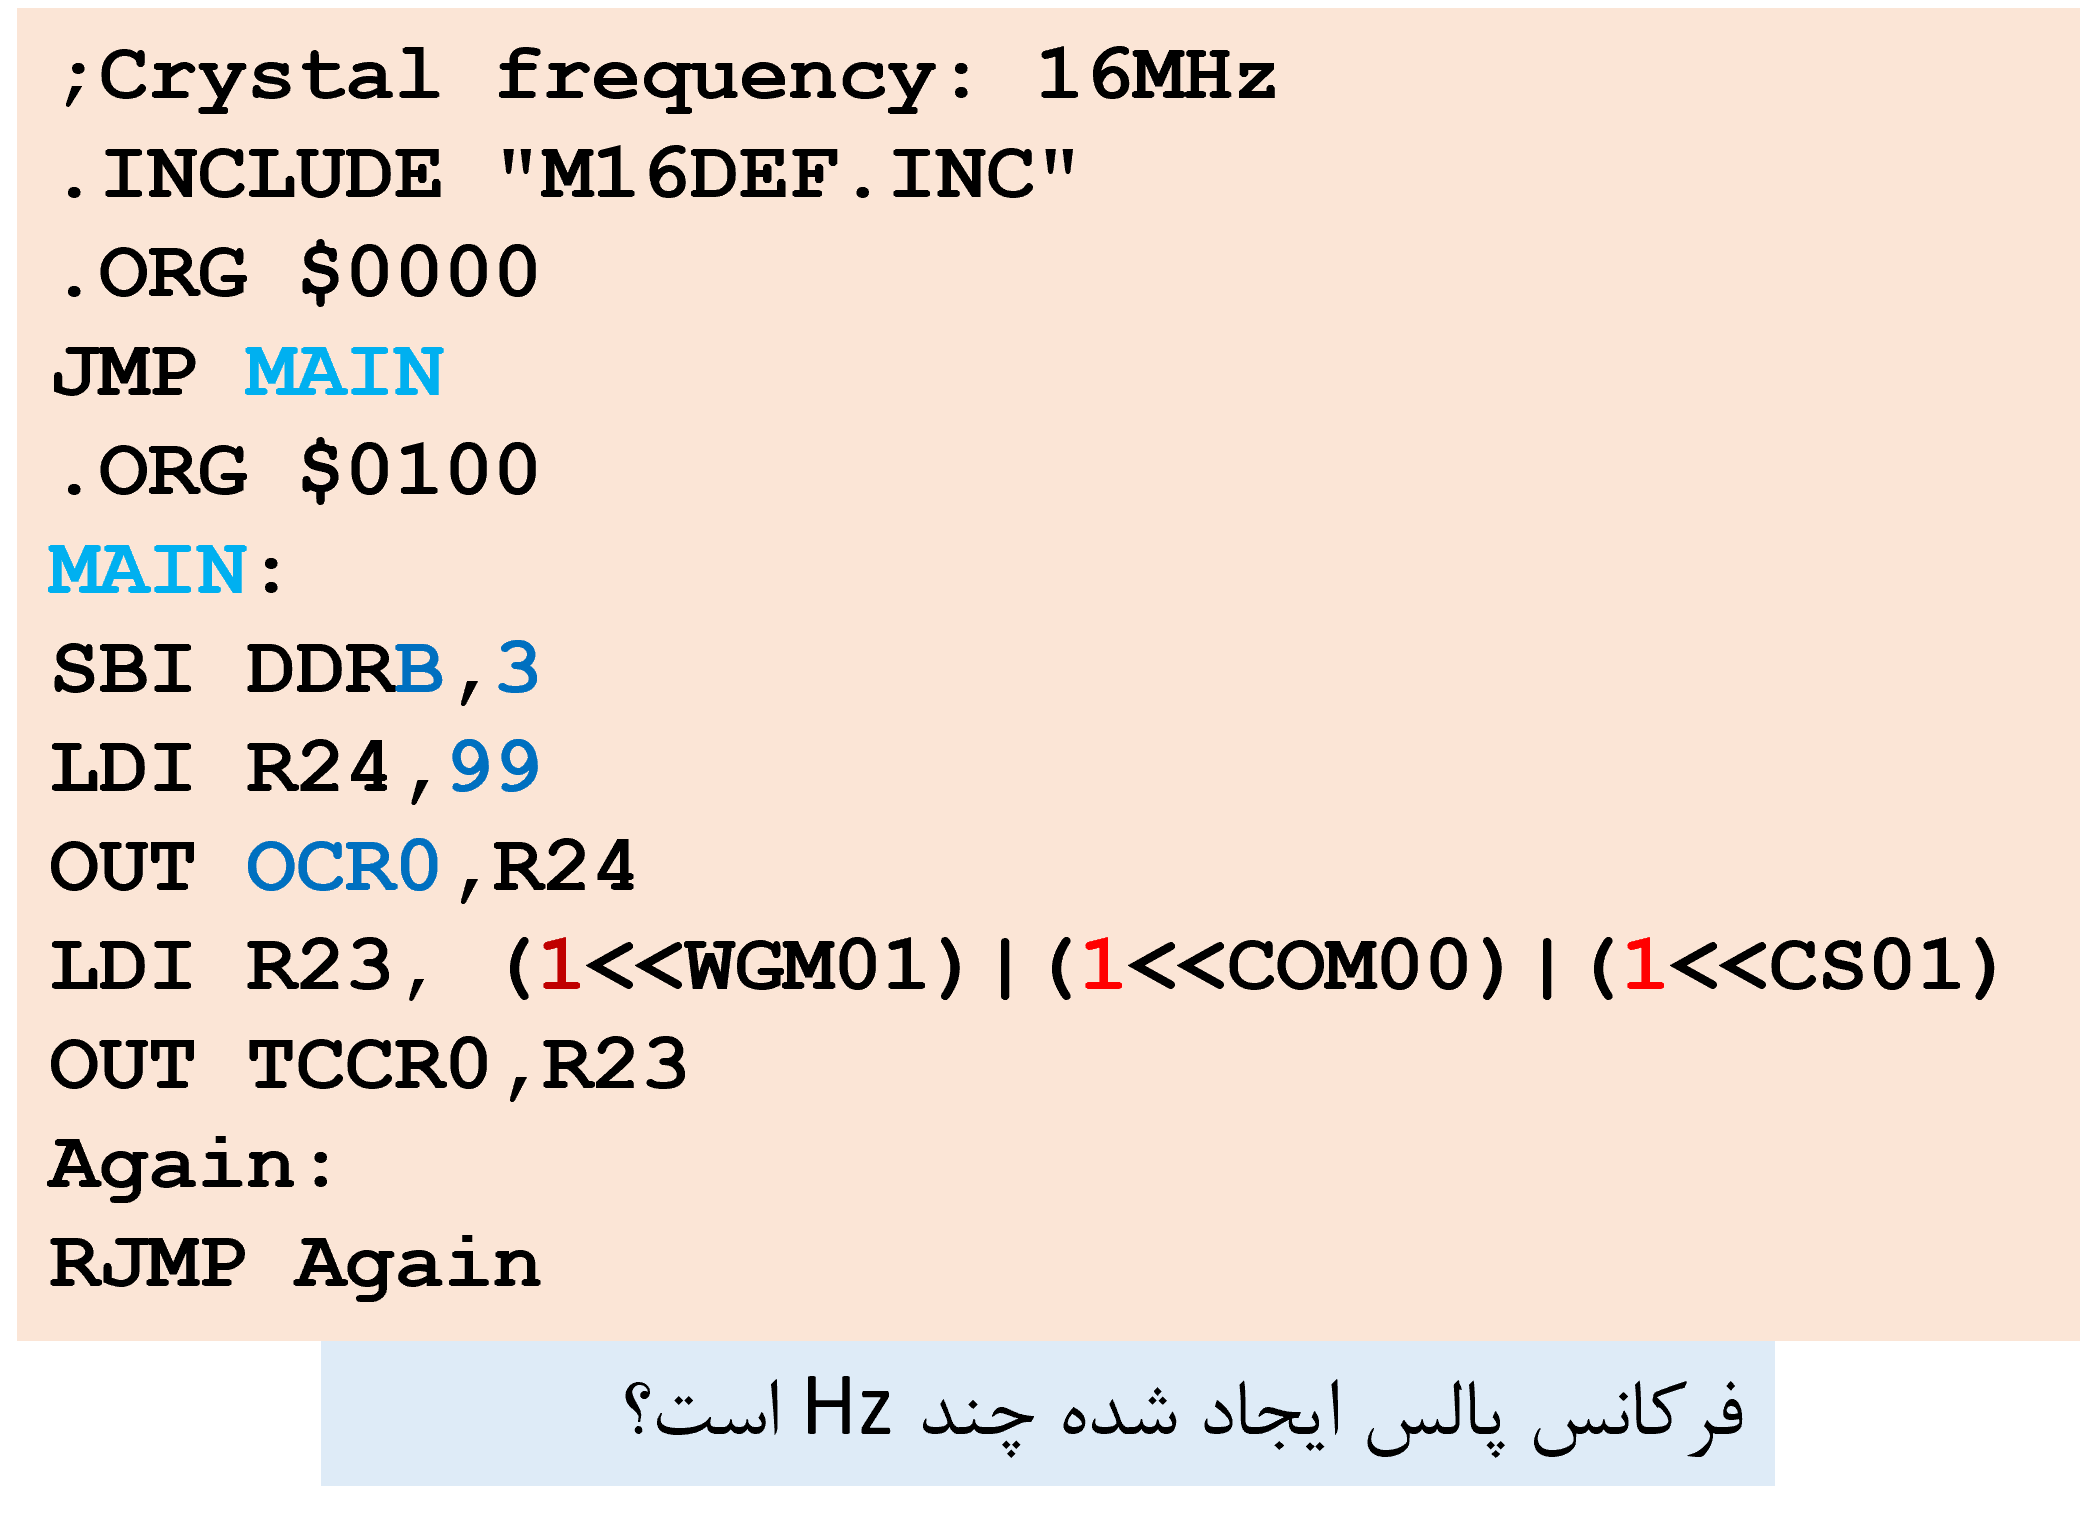 ;Crystal frequency: 16MHz
.INCLUDE "M16DEF.INC"
.ORG $0000
JMP MAIN
.ORG $0100
MAIN:
SBI DDRB,3
LDI R24,99
OUT OCR0,R24
LDI R23, (1<<WGM01)|(1<<COM00)|(1<<CS01)
OUT TCCR0,R23
Again:
RJMP Again
فرکانس پالس ایجاد شده چند Hz است؟